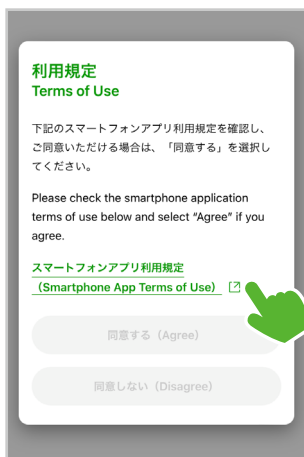 利用規定
Terms of Use
下記のスマートフォンアプリ利用規定を確認し、
ご同意いただける場合は、「同意する」を選択し
てください。
Please check the smartphone application
terms of use below and select “Agree” if you
agree.
スマートフォンアプリ利用規定
（Smartphone App Terms of Use）
同意する（Agree）
同意しない（Disagree）